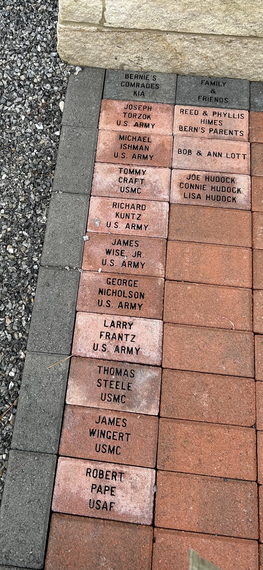 BERNIE'S
COMRADES
KIA
FAMILY
&
FRIENDS
JOSEPH
TORZOK
U.S. ARMY
REED & PHYLLIS
HIMES
BERN'S PARENTS
MICHAEL
ISHMAN
U.S. ARMY
BOB & ANN LOTT
TOMMY
CRAFT
USMC
JOE HUDOCK
CONNIE HUDOCK
LISA HUDOCK
RICHARD
KUNTZ
U.S. ARMY
JAMES
WISE, JR.
U.S. ARMY
GEORGE
NICHOLSON
U.S. ARMY
LARRY
FRANTZ
U.S. ARMY
THOMAS
STEELE
USMC
JAMES
WINGERT
USMC
ROBERT
PAPE
USAF